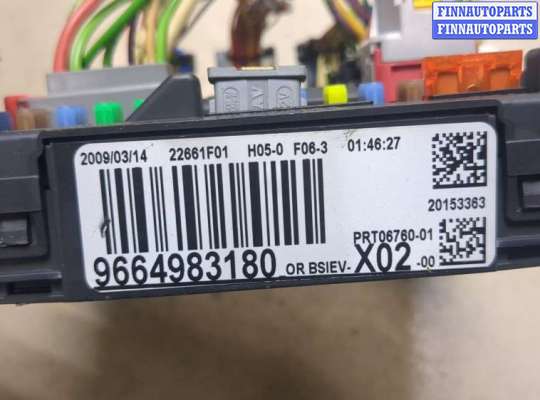 FINNAUTOPARTS
FINNAUTOPARTS
2009/03/14 22661F01 H05-0 F06-3 01:46:27
20153363
PRT06760-01
9664983180 OR BSIEV- X02 -00